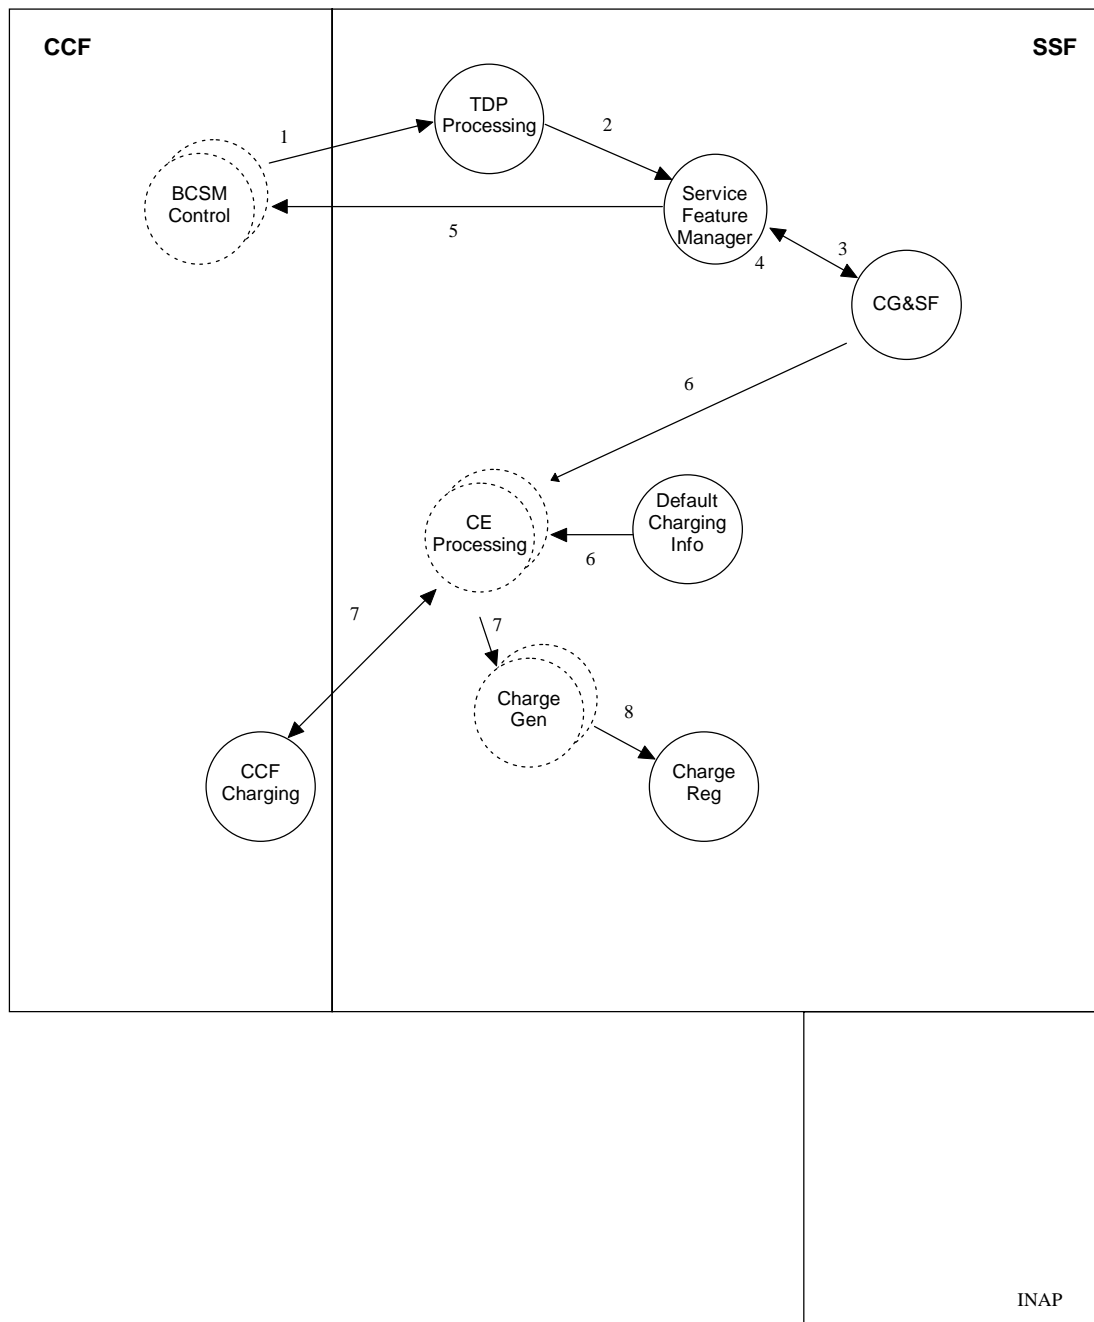 CCF
SSF
TDP
Processing
1
2
BCSM
Control
Service
Feature
Manager
5
4
3
CG&SF
6
CE
Processing
Default
Charging
Info
6
7
7
Charge
Gen
8
CCF
Charging
Charge
Reg
INAP